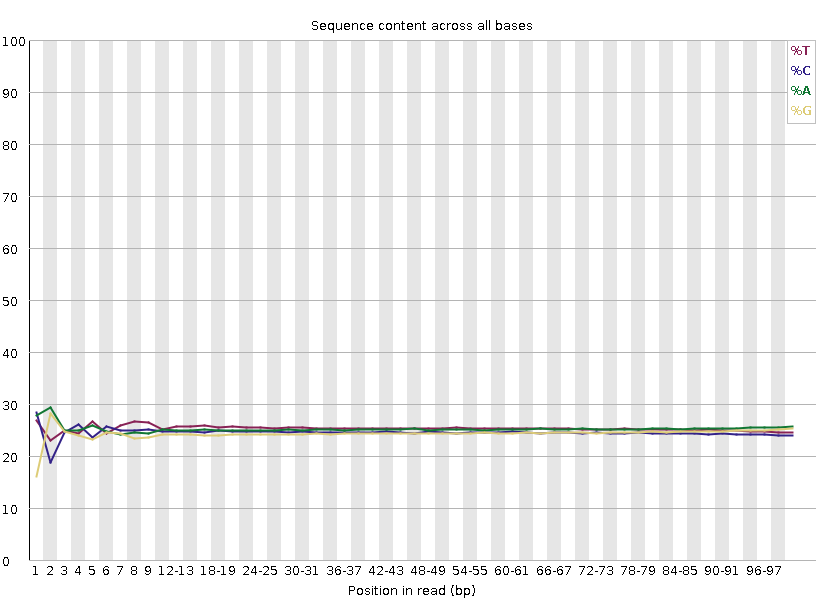 Sequence content across all bases
100
90
80
70
60
50
40
30
20
10
0
%T
%C
%A
%G
1 2 3 4 5 6 7 8 9 12-13 18-19 24-25 30-31 36-37 42-43 48-49 54-55 60-61 66-67 72-73 78-79 84-85 90-91 96-97
Position in read (bp)